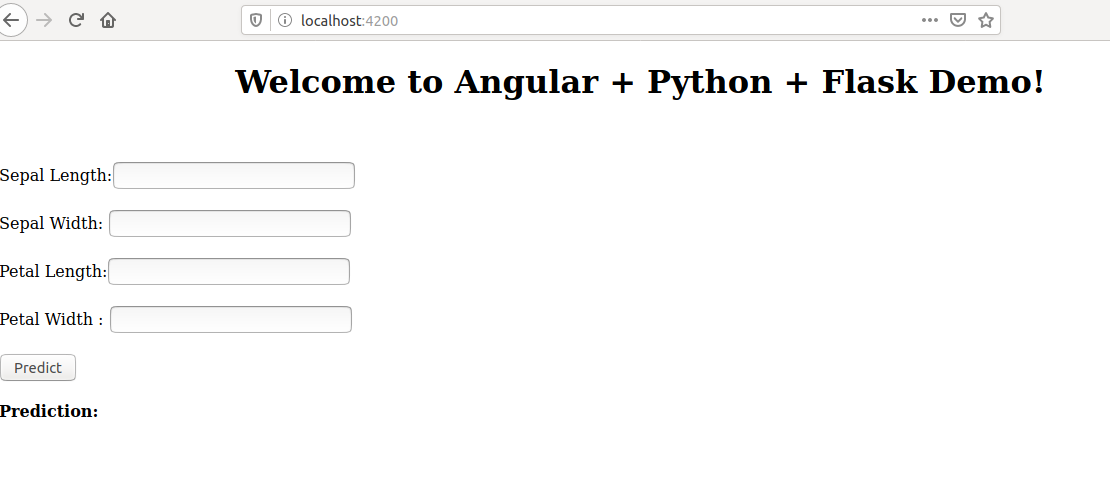 localhost:4200
Welcome to Angular + Python + Flask Demo!
Sepal Length:
Sepal Width:
Petal Length:
Petal Width :
Predict
Prediction: